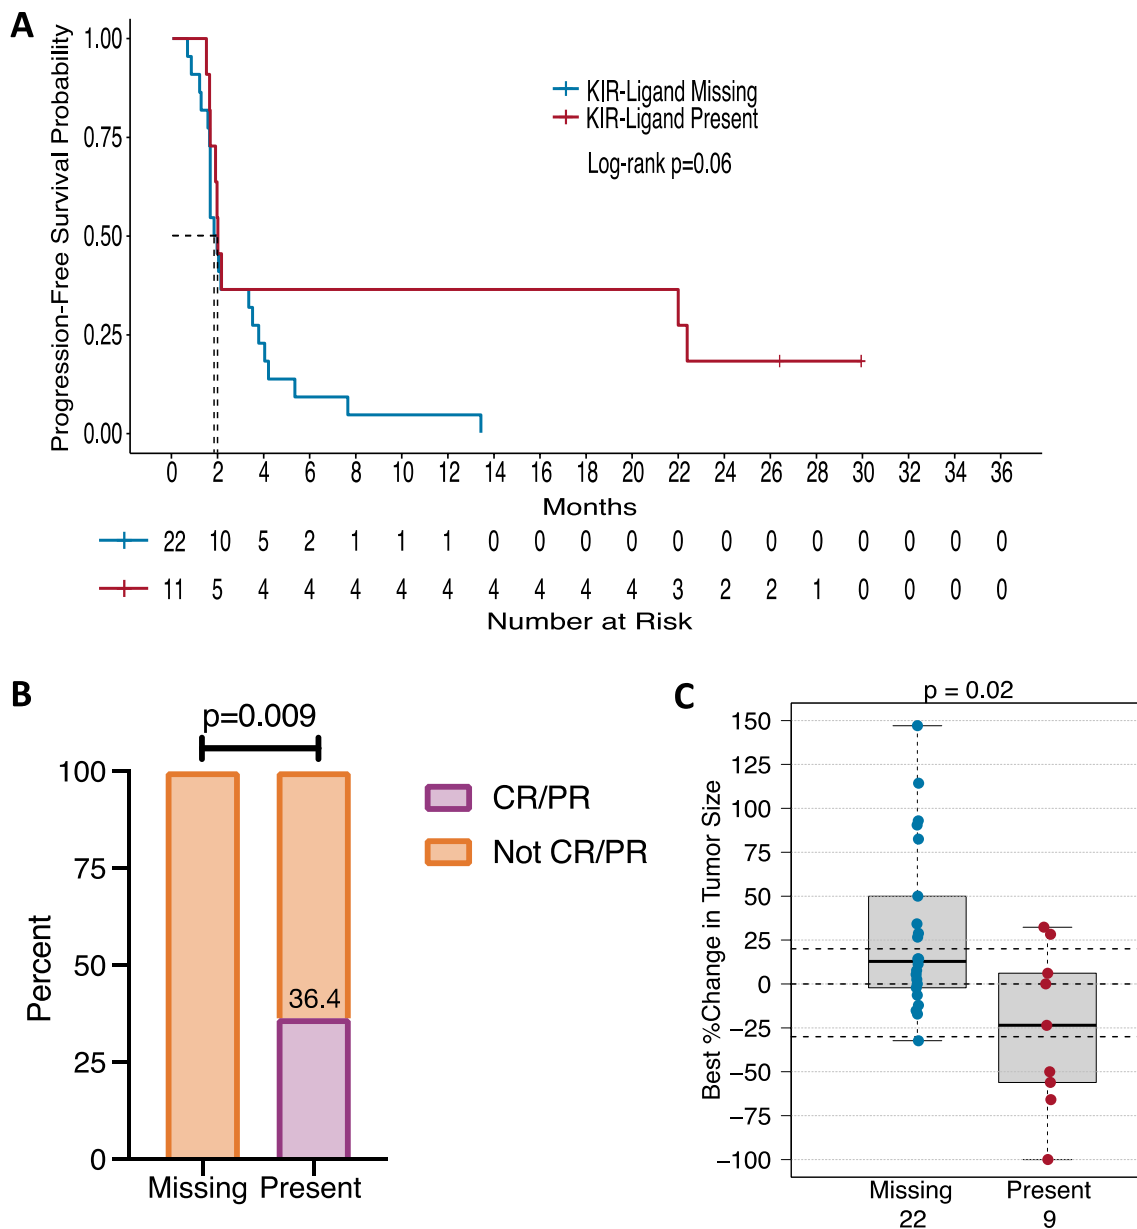 A
Progression-Free Survival Probability
1.00
0.75
0.50
0.25
0.00
KIR-Ligand Missing
KIR-Ligand Present
Log-rank p=0.06
0 2 4 6 8 10 12 14 16 18 20 22 24 26 28 30 32 34 36
Months
22 10 5 2 1 1 1 0 0 0 0 0 0 0 0 0 0 0 0
11 5 4 4 4 4 4 4 4 4 4 3 2 2 1 0 0 0 0
Number at Risk
B
p=0.009
Percent
100
75
50
25
0
36.4
Missing Present
CR/PR
Not CR/PR
C
p = 0.02
Best %Change in Tumor Size
150
125
100
75
50
25
0
−25
−50
−75
−100
Missing Present
22 9